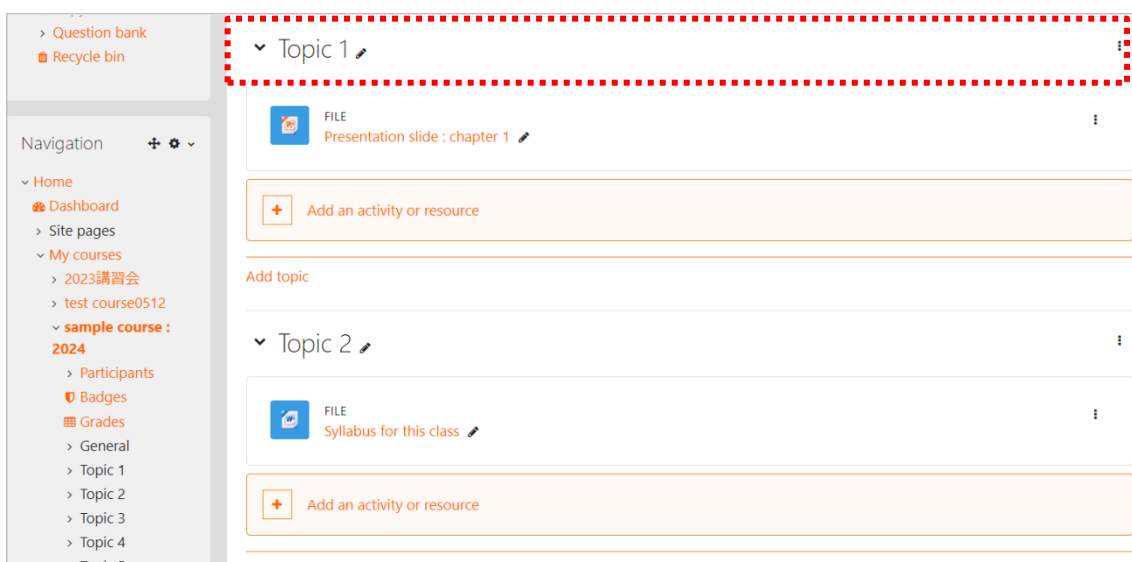 Question bank
Recycle bin
Navigation
Home
Dashboard
Site pages
My courses
2023講習会
test course0512
sample course :
2024
Participants
Badges
Grades
General
Topic 1
Topic 2
Topic 3
Topic 4
Topic 1
FILE
Presentation slide : chapter 1
Add an activity or resource
Add topic
Topic 2
FILE
Syllabus for this class
Add an activity or resource